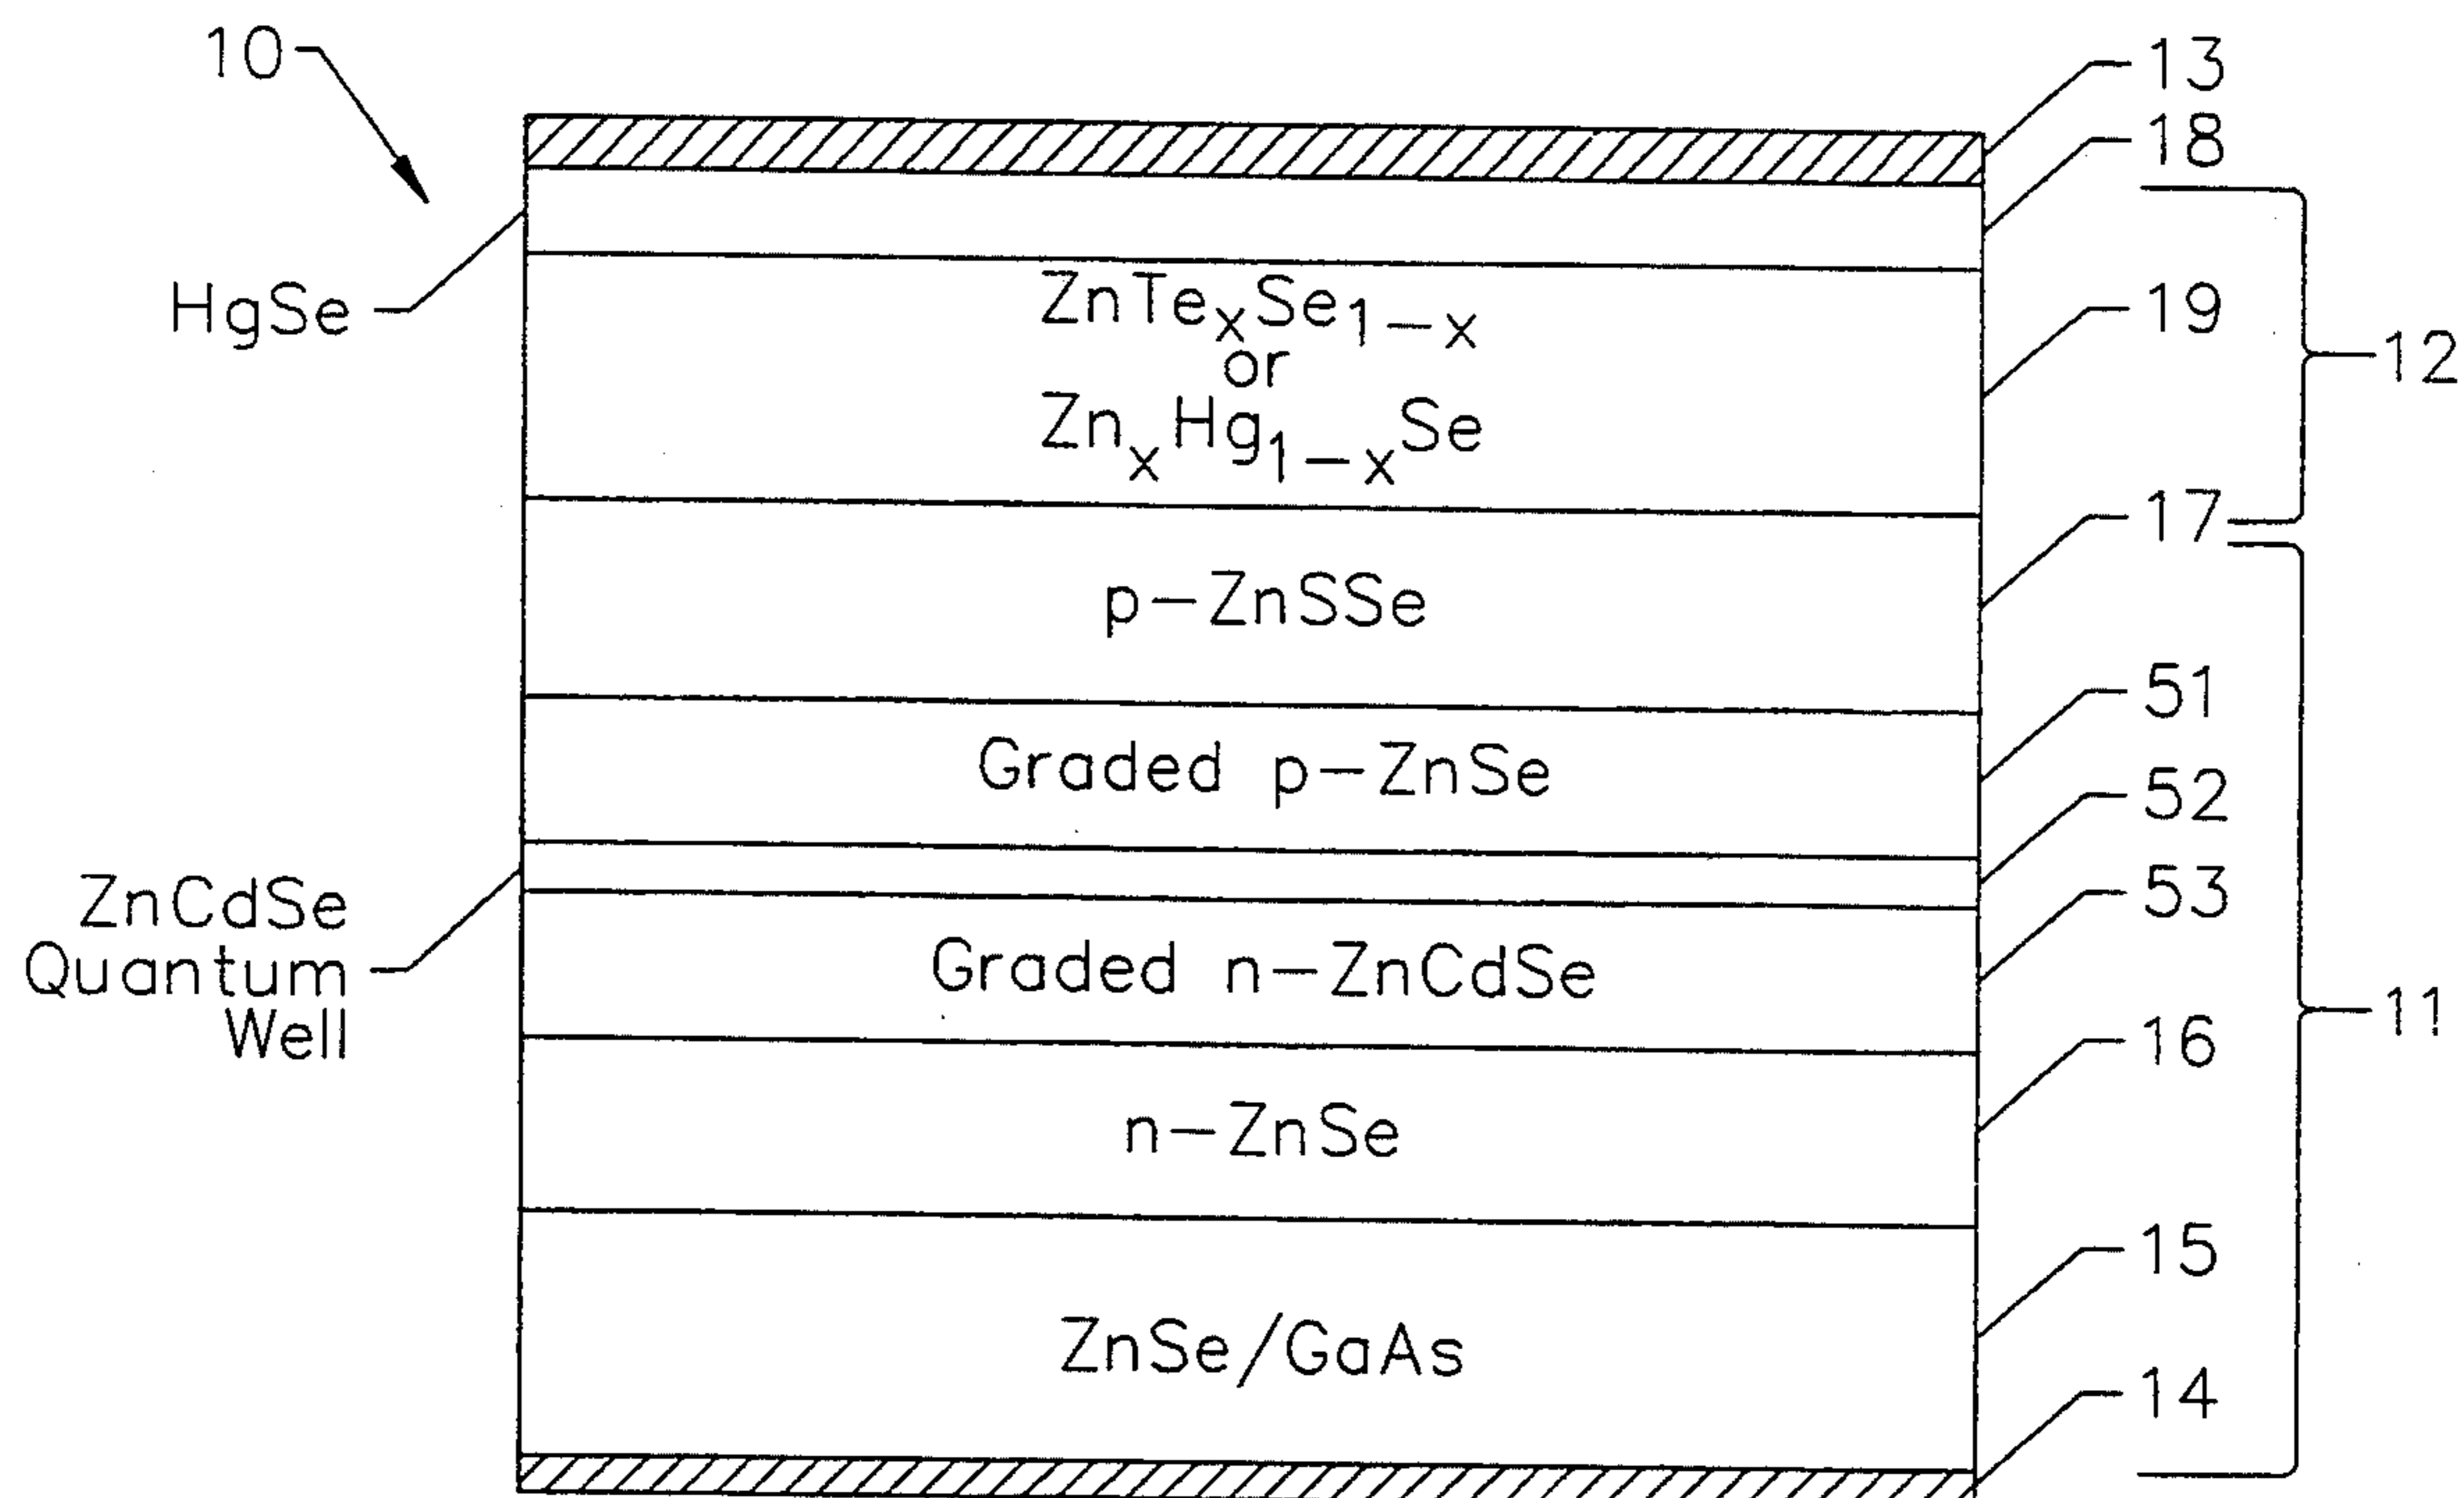 10
13
18
HgSe
ZnTeₓSe₁₋ₓ
or
ZnₓHg₁₋ₓSe
19
12
17
p-ZnSSe
51
Graded p-ZnSe
52
ZnCdSe
Quantum
Well
53
Graded n-ZnCdSe
11
16
n-ZnSe
15
ZnSe/GaAs
14